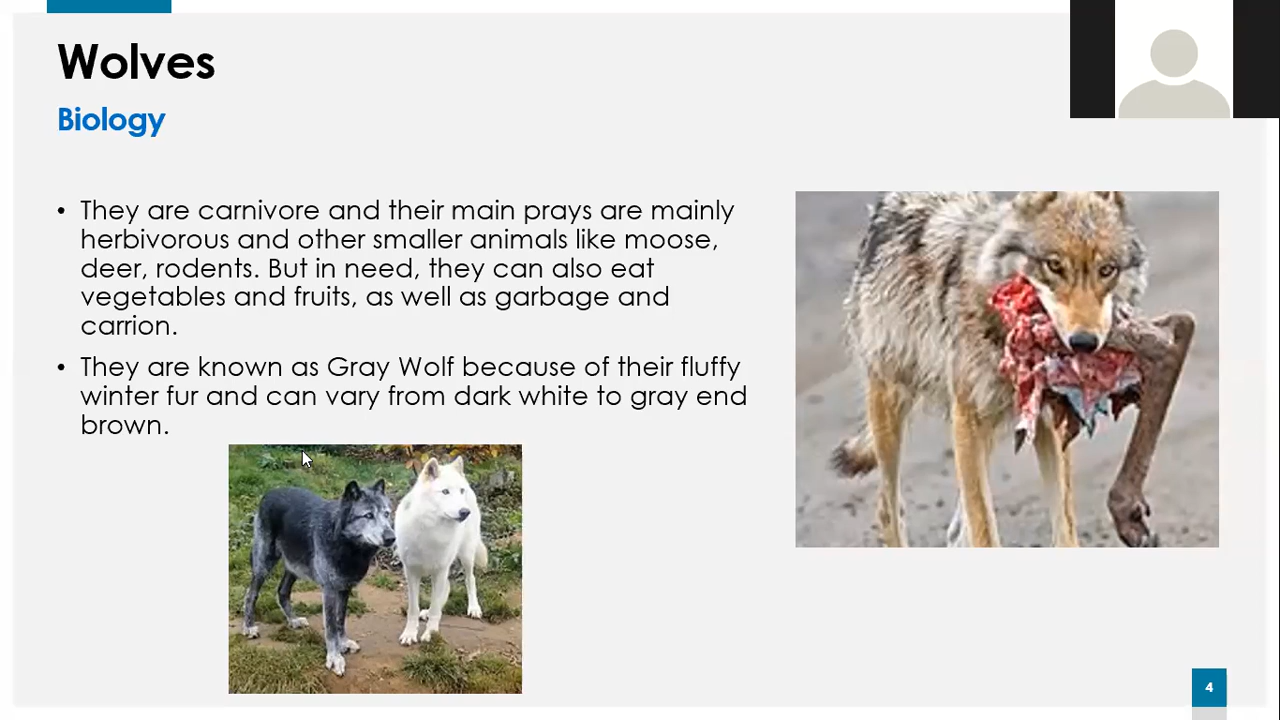 Wolves
Biology
• They are carnivore and their main prays are mainly
herbivorous and other smaller animals like moose,
deer, rodents. But in need, they can also eat
vegetables and fruits, as well as garbage and
carrion.
• They are known as Gray Wolf because of their fluffy
winter fur and can vary from dark white to gray end
brown.
4